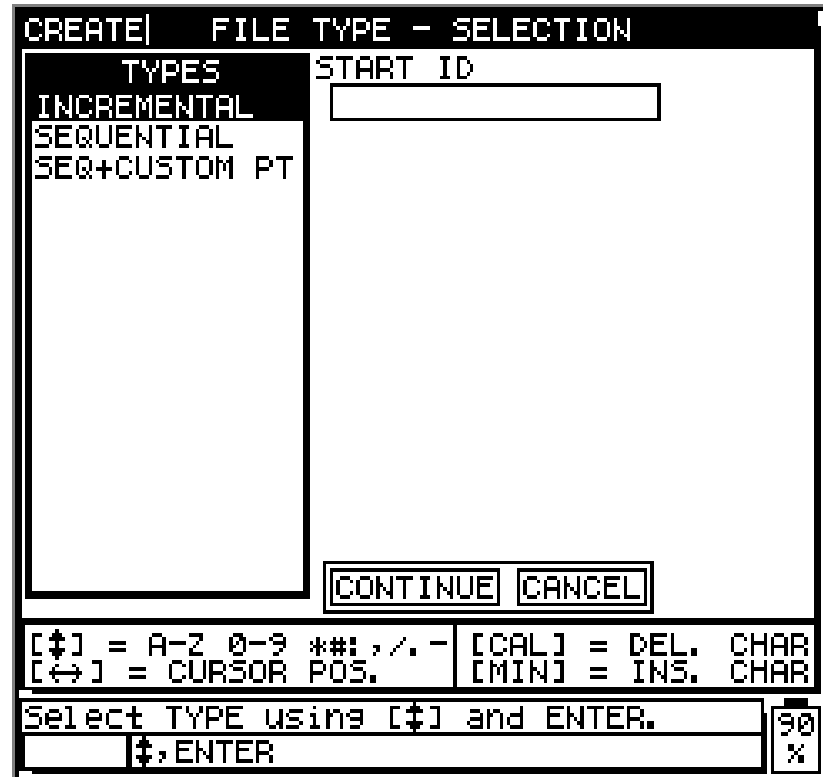 CREATE| FILE TYPE - SELECTION
TYPES
INCREMENTAL
SEQUENTIAL
SEQ+CUSTOM PT
START ID
CONTINUE CANCEL
[↕] = A-Z 0-9 *#:,/.-
[↔] = CURSOR POS.
[CAL] = DEL. CHAR
[MIN] = INS. CHAR
Select TYPE using [↕] and ENTER.
↕,ENTER
90
%